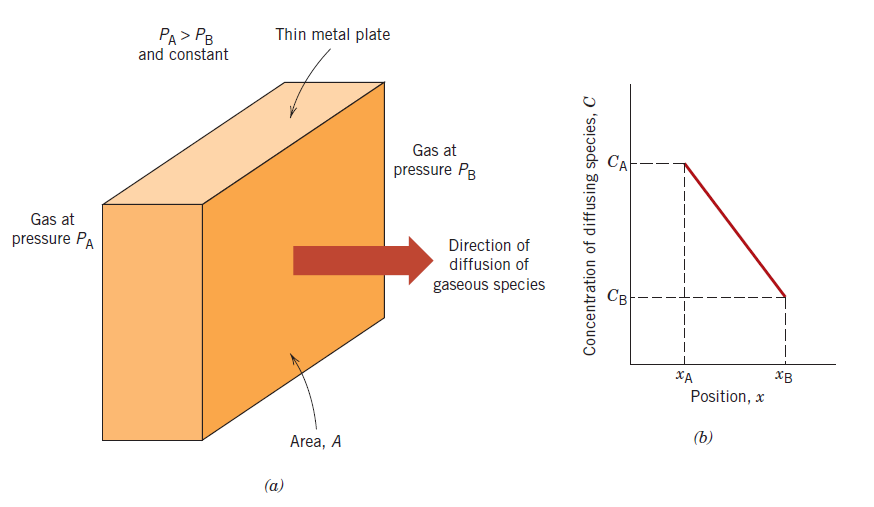 P_A > P_B
and constant
Thin metal plate
Gas at
pressure P_B
Gas at
pressure P_A
Direction of
diffusion of
gaseous species
Area, A
(a)
Concentration of diffusing species, C
C_A
C_B
x_A
x_B
Position, x
(b)